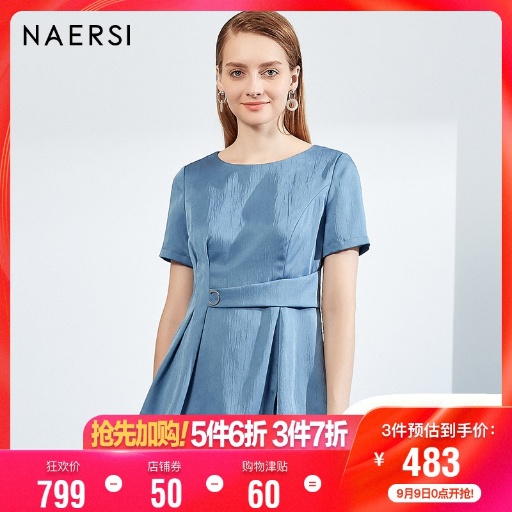 NAERSI
抢先加购! 5件6折 3件7折
3件预估到手价:
¥ 483
9月9日0点开抢!
狂欢价 店铺券 购物津贴
799 - 50 - 60 =